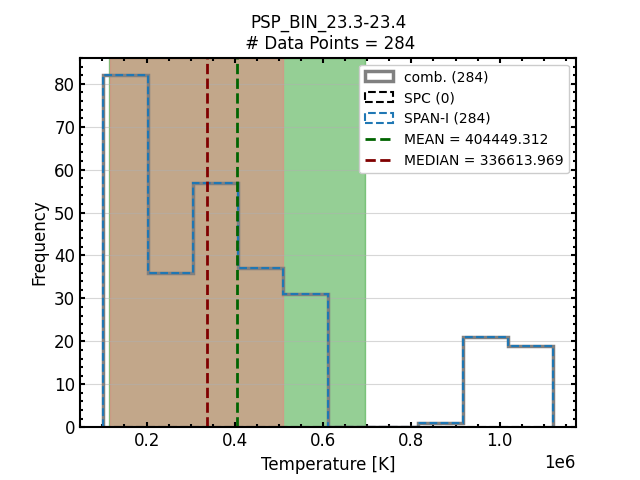 PSP_BIN_23.3-23.4
# Data Points = 284
comb. (284)
SPC (0)
SPAN-I (284)
MEAN = 404449.312
MEDIAN = 336613.969
Frequency
80
70
60
50
40
30
20
10
0
0.2 0.4 0.6 0.8 1.0
1e6
Temperature [K]